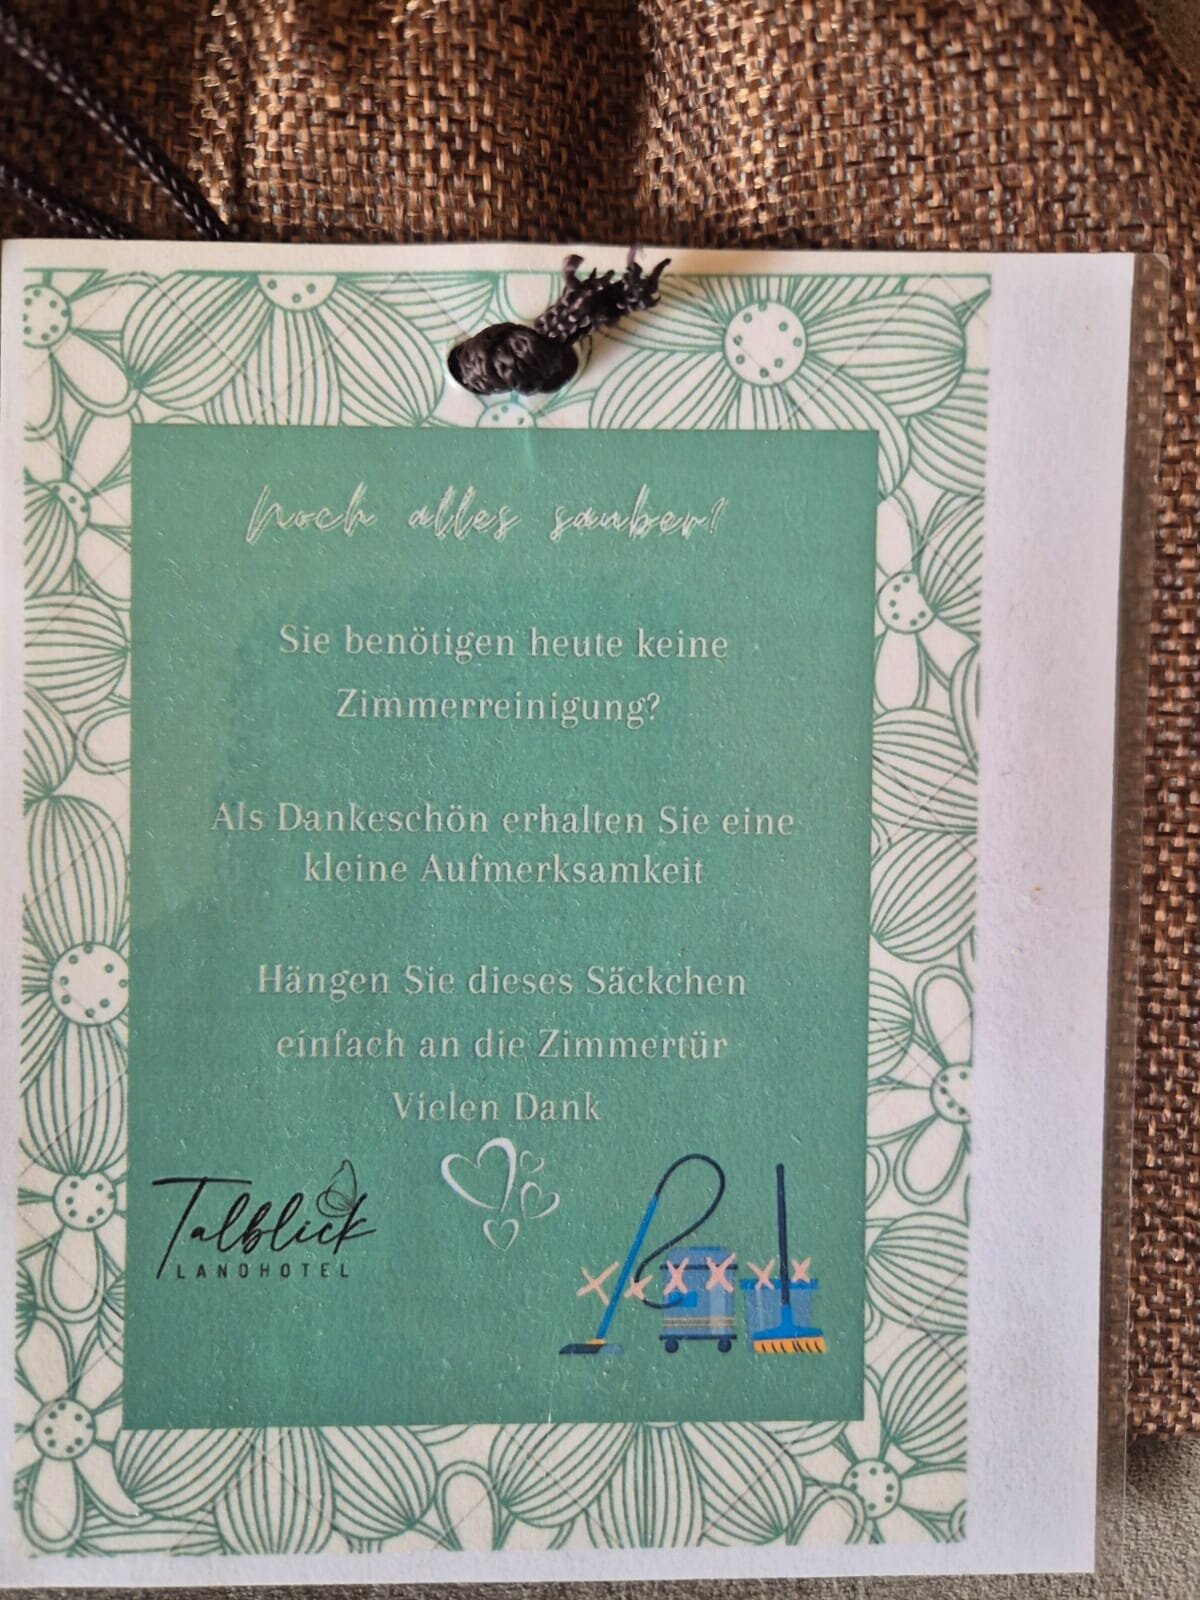 Noch alles sauber?
Sie benötigen heute keine
Zimmerreinigung?
Als Dankeschön erhalten Sie eine
kleine Aufmerksamkeit
Hängen Sie dieses Säckchen
einfach an die Zimmertür
Vielen Dank
Talblick
LANDHOTEL